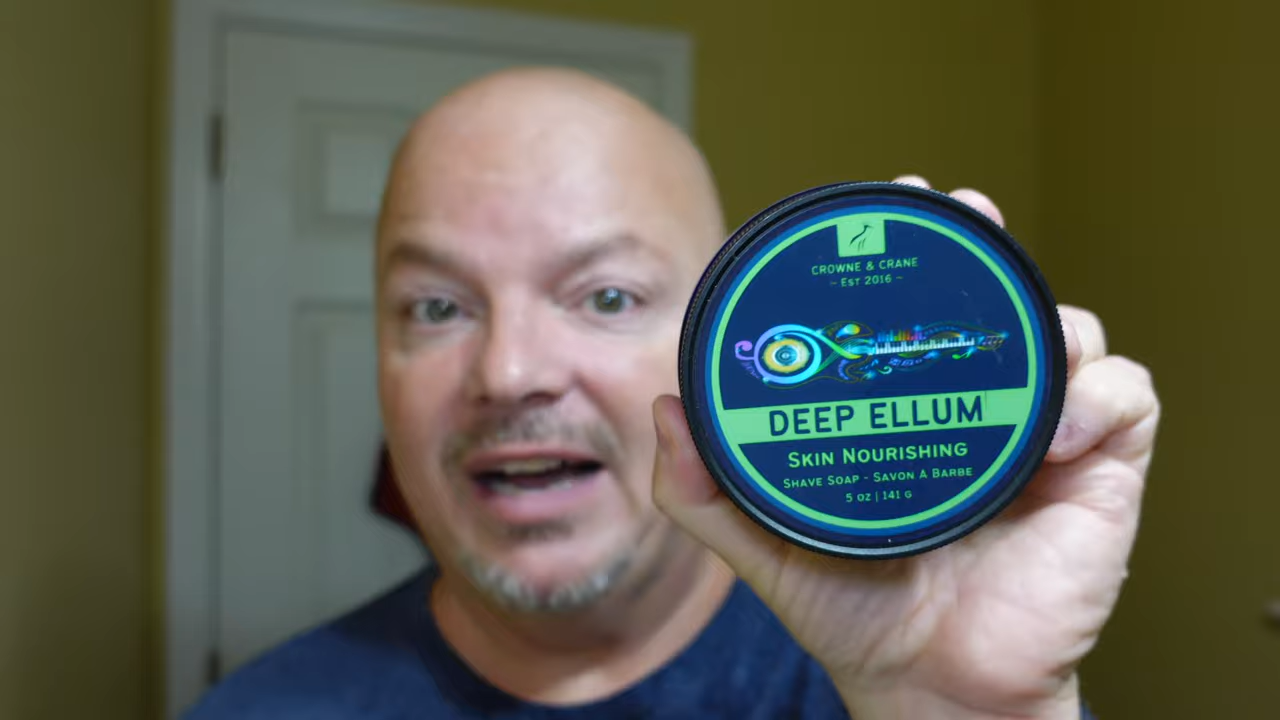 CROWNE & CRANE
~ EST 2016 ~
DEEP ELLUM
SKIN NOURISHING
SHAVE SOAP - SAVON À BARBE
5 OZ | 141 G